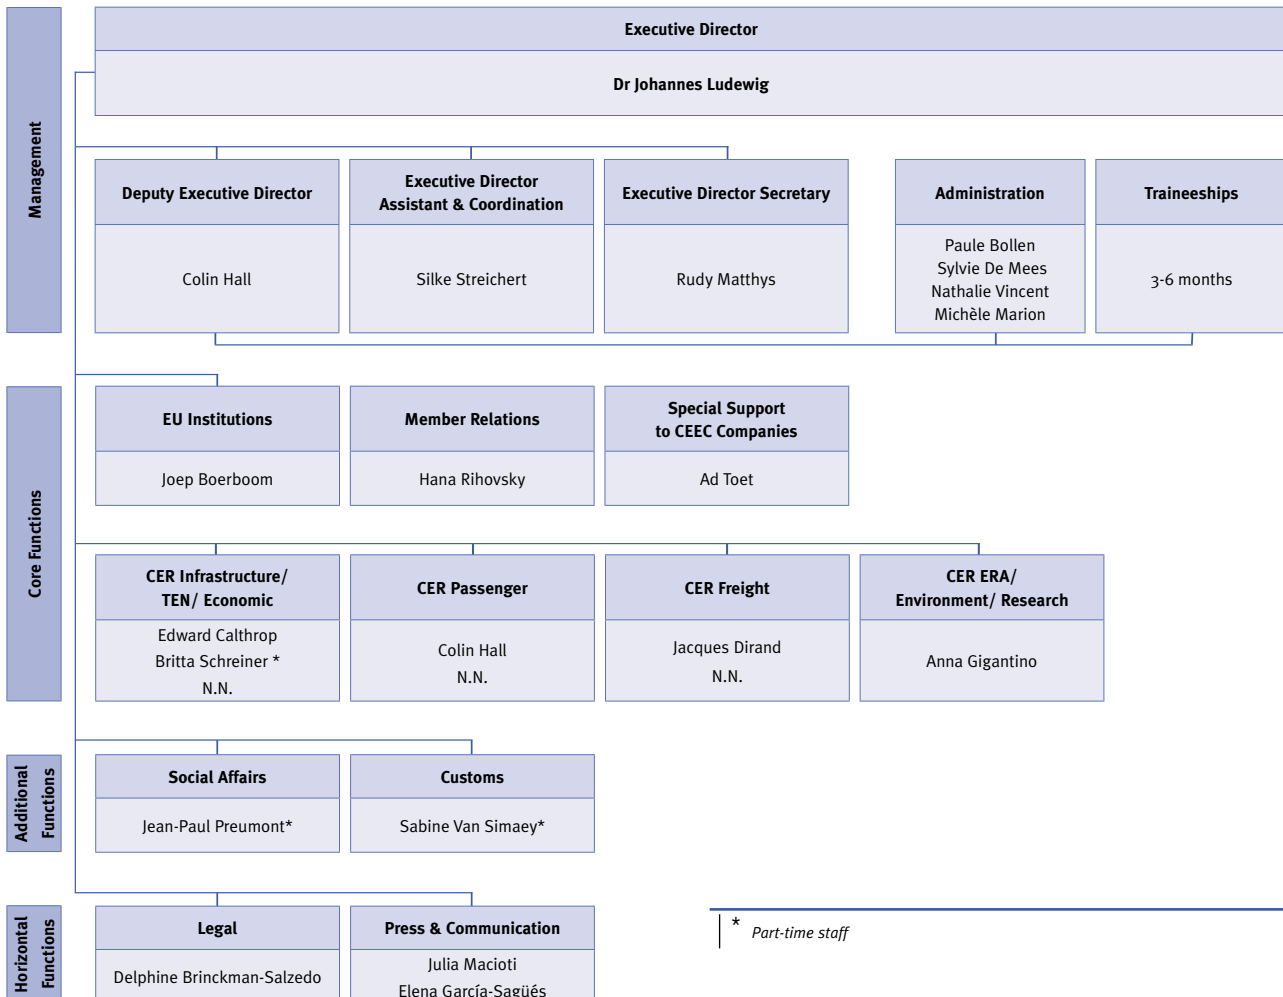 Management
Executive Director
Dr Johannes Ludewig
Deputy Executive Director
Colin Hall
Executive Director
Assistant & Coordination
Silke Streichert
Executive Director Secretary
Rudy Matthys
Administration
Paule Bollen
Sylvie De Mees
Nathalie Vincent
Michèle Marion
Traineeships
3-6 months
Core Functions
EU Institutions
Joep Boerboom
Member Relations
Hana Rihovsky
Special Support
to CEEC Companies
Ad Toet
CER Infrastructure/
TEN/ Economic
Edward Calthrop
Britta Schreiner *
N.N.
CER Passenger
Colin Hall
N.N.
CER Freight
Jacques Dirand
N.N.
CER ERA/
Environment/ Research
Anna Gigantino
Additional
Functions
Social Affairs
Jean-Paul Preumont*
Customs
Sabine Van Simaey*
Horizontal
Functions
Legal
Delphine Brinckman-Salzedo
Press & Communication
Julia Macioti
Elena García-Sagüés
* Part-time staff